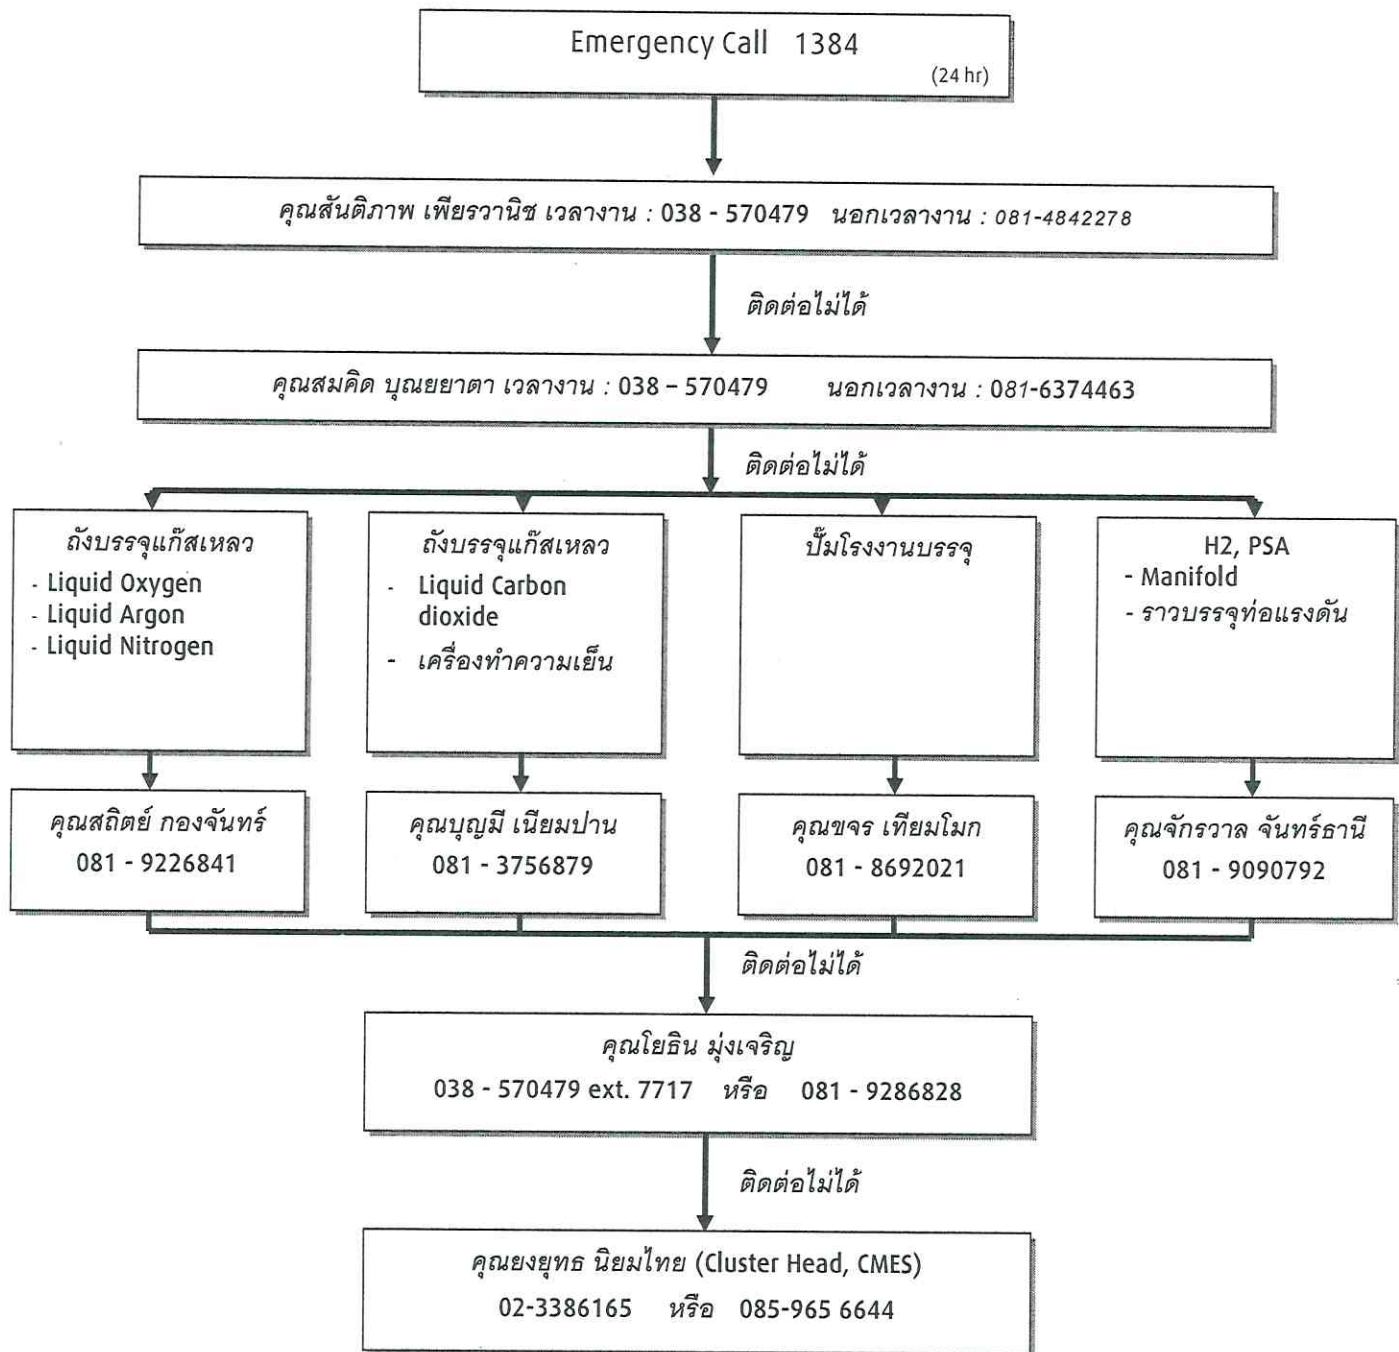 Emergency Call 1384
(24 hr)
คุณสันติภาพ เพียรวานิช เวลางาน : 038 - 570479 นอกเวลางาน : 081-4842278
ติดต่อไม่ได้
คุณสมคิด บุณยยาตา เวลางาน : 038 – 570479 นอกเวลางาน : 081-6374463
ติดต่อไม่ได้
ถังบรรจุแก๊สเหลว
- Liquid Oxygen
- Liquid Argon
- Liquid Nitrogen
ถังบรรจุแก๊สเหลว
- Liquid Carbon
dioxide
- เครื่องทำความเย็น
ปั๊มโรงงานบรรจุ
H2, PSA
- Manifold
- ราวบรรจุท่อแรงดัน
คุณสถิตย์ กองจันทร์
081 - 9226841
คุณบุญมี เนียมปาน
081 - 3756879
คุณขจร เทียมโมก
081 - 8692021
คุณจักรวาล จันทร์ธานี
081 - 9090792
ติดต่อไม่ได้
คุณโยธิน มุ่งเจริญ
038 - 570479 ext. 7717 หรือ 081 - 9286828
ติดต่อไม่ได้
คุณยงยุทธ นิยมไทย (Cluster Head, CMES)
02-3386165 หรือ 085-965 6644